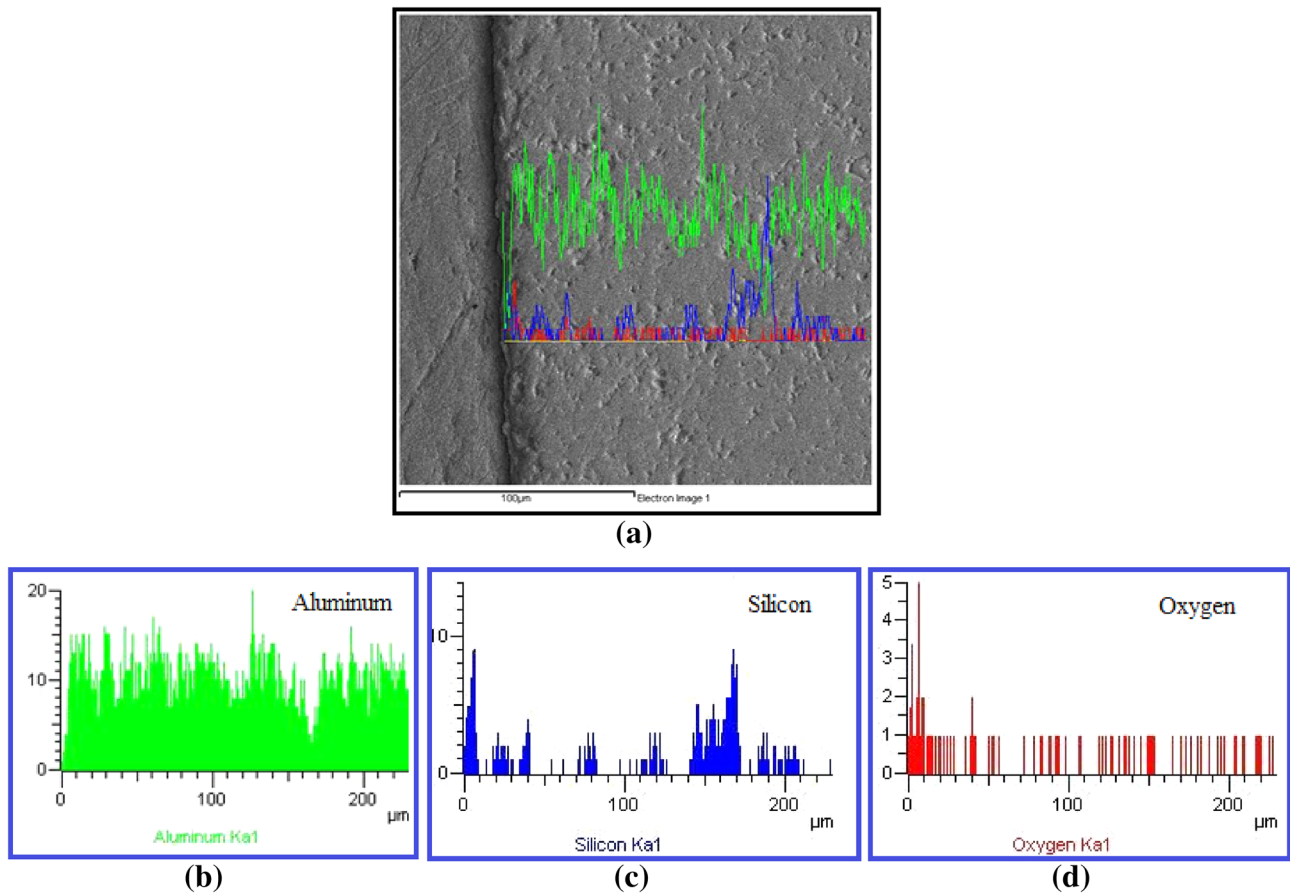 100µm Electron Image 1
(a)
20
10
0
0 100 200
µm
Aluminum
Aluminum Ka1
(b)
10
0
0 100 200
µm
Silicon
Silicon Ka1
(c)
5
4
3
2
1
0
0 100 200
µm
Oxygen
Oxygen Ka1
(d)